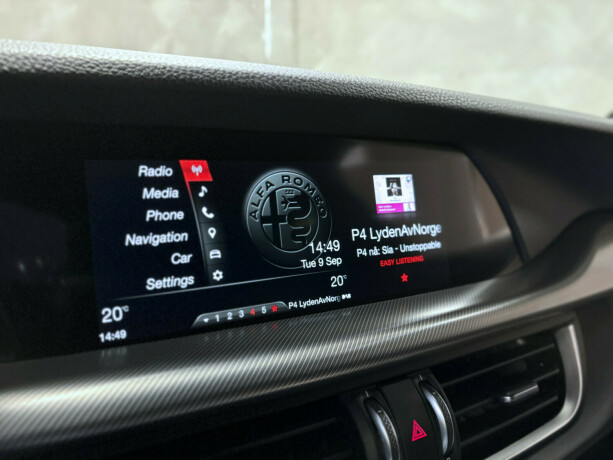 Radio
Media
Phone
Navigation
Car
Settings
20°
14:49
ALFA ROMEO
14:49
Tue 9 Sep
20°
1 2 3 4 5
P4 LydenAvNorg
P4 LydenAvNorge
P4 nå: Sia - Unstoppable
EASY LISTENING